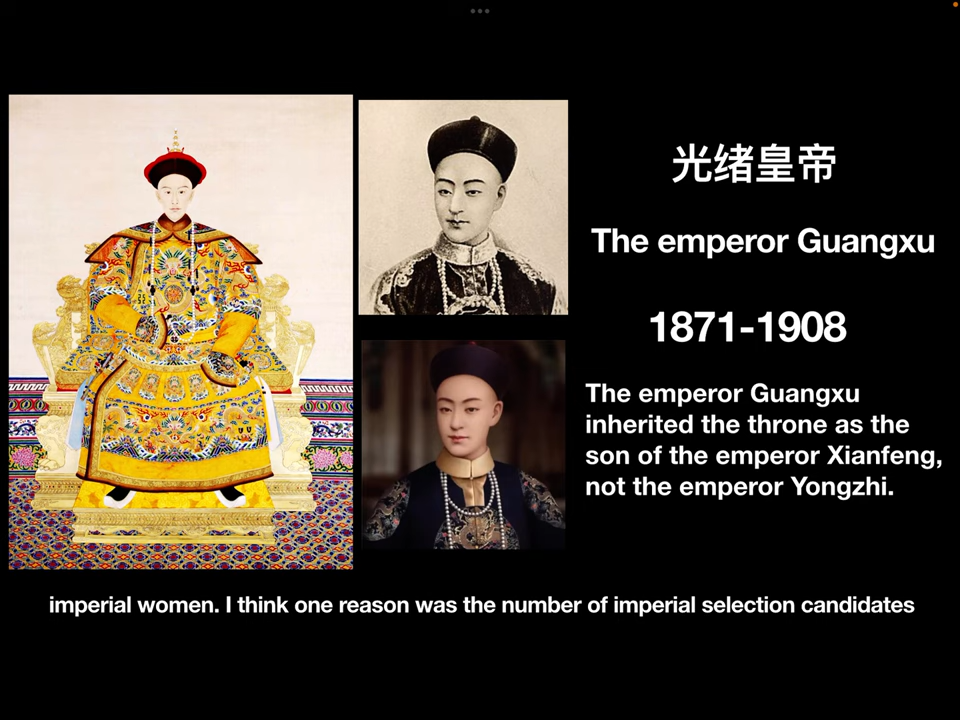 光绪皇帝
The emperor Guangxu
1871-1908
The emperor Guangxu
inherited the throne as the
son of the emperor Xianfeng,
not the emperor Yongzhi.
imperial women. I think one reason was the number of imperial selection candidates